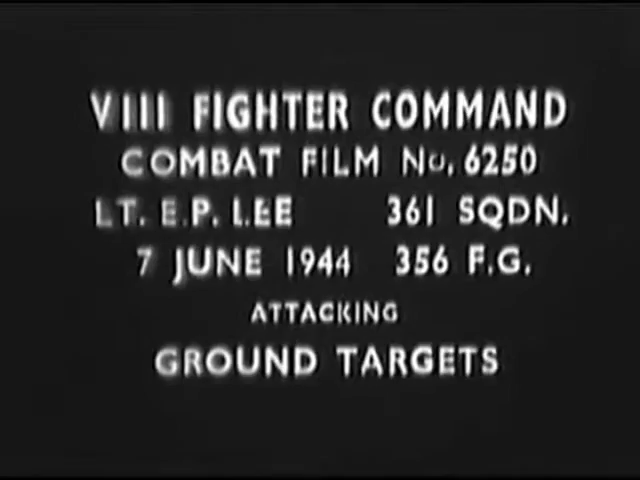 VIII FIGHTER COMMAND
COMBAT FILM No. 6250
LT. E.P. LEE 361 SQDN.
7 JUNE 1944 356 F.G.
ATTACKING
GROUND TARGETS